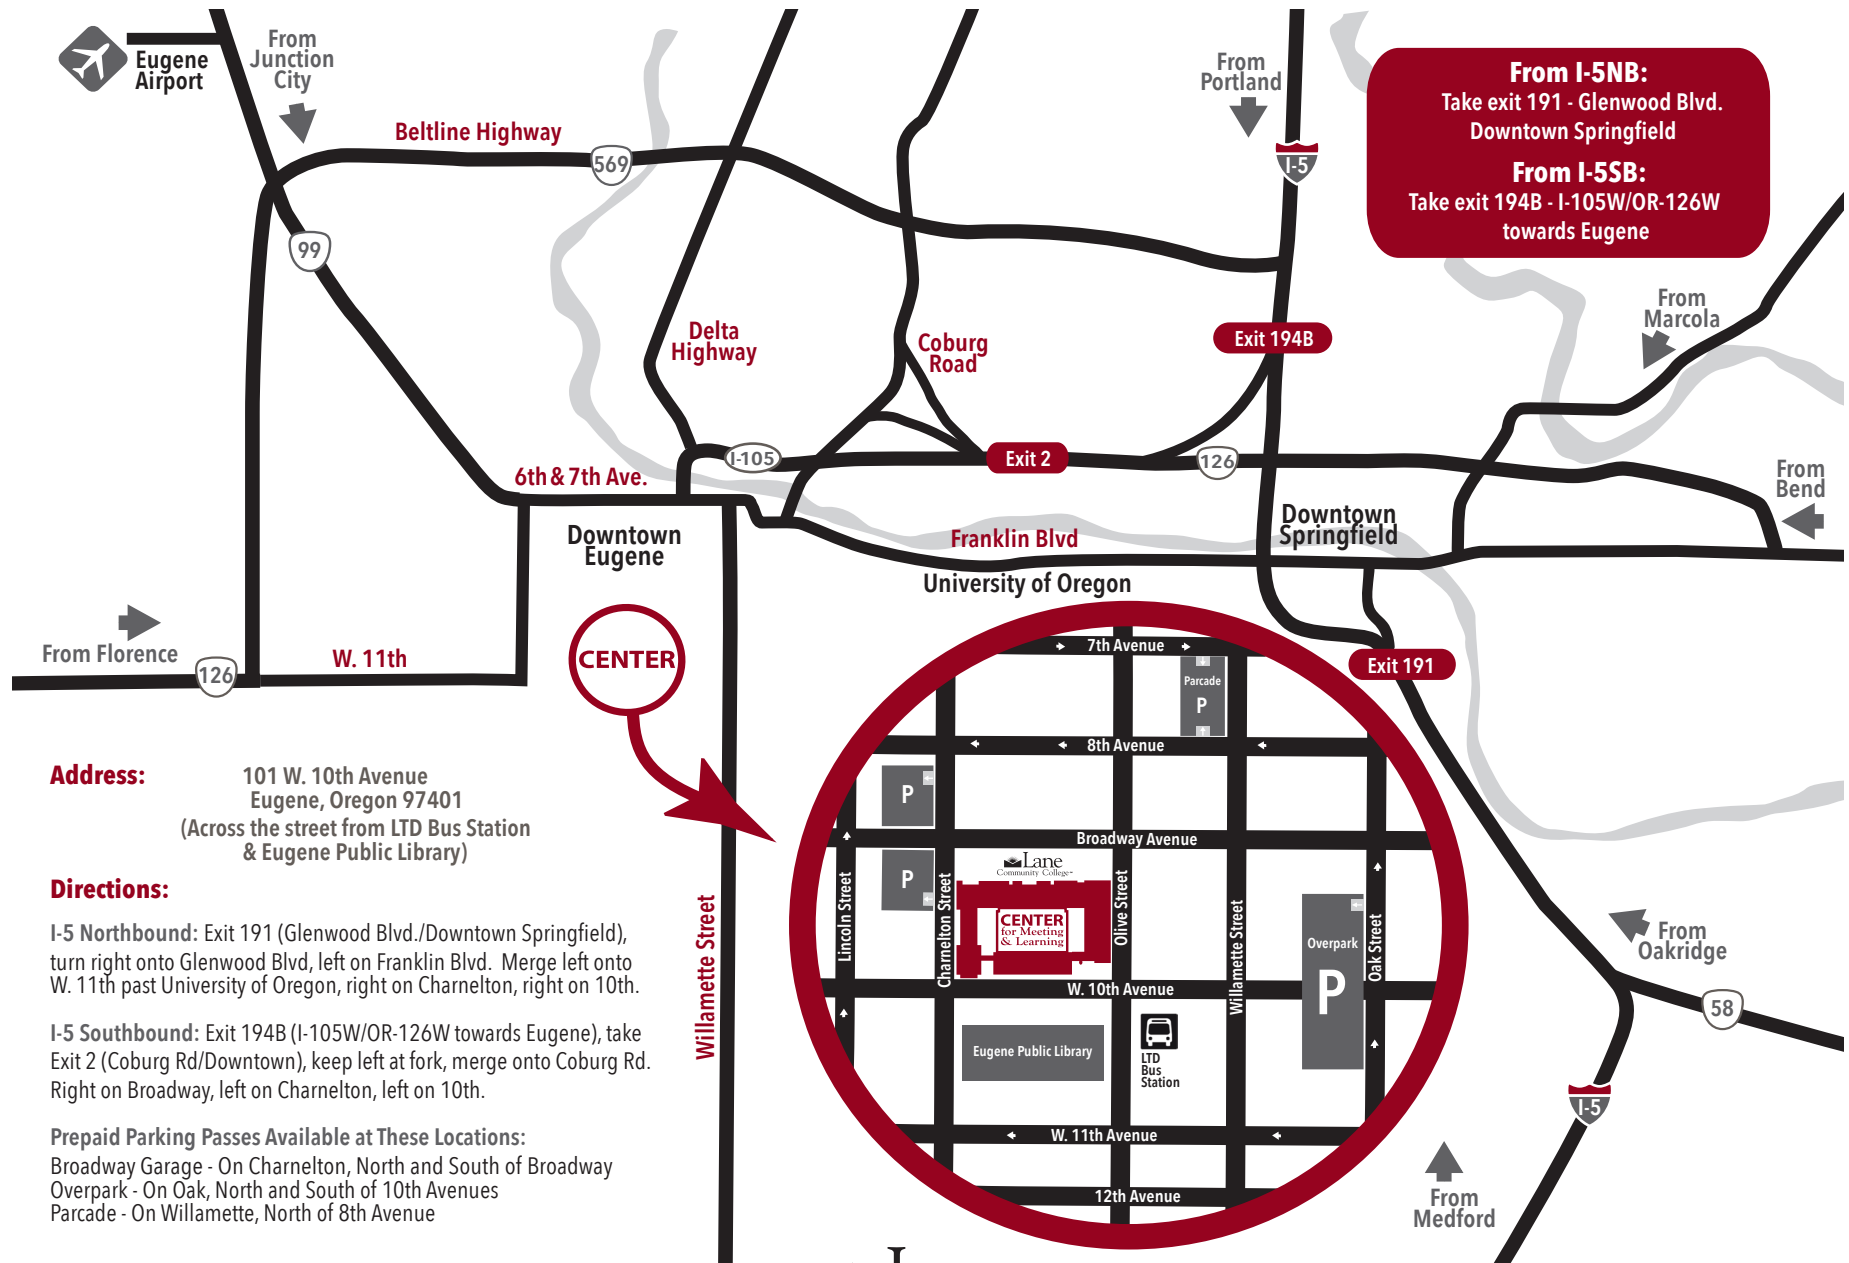 Eugene
Airport
From
Junction
City
Beltline Highway
569
99
From
Portland
I-5
From I-5NB:
Take exit 191 - Glenwood Blvd.
Downtown Springfield
From I-5SB:
Take exit 194B - I-105W/OR-126W
towards Eugene
From
Marcola
Delta
Highway
Coburg
Road
Exit 194B
I-105
Exit 2
126
From
Bend
6th & 7th Ave.
Downtown
Eugene
Franklin Blvd
Downtown
Springfield
University of Oregon
From Florence
126
W. 11th
CENTER
Exit 191
7th Avenue
Parcade
P
8th Avenue
P
Broadway Avenue
P
Lane
Community College
CENTER
for Meeting
& Learning
Lincoln Street
Charnelton Street
Olive Street
Willamette Street
Oak Street
Overpark
P
W. 10th Avenue
Eugene Public Library
LTD
Bus
Station
W. 11th Avenue
12th Avenue
Willamette Street
From
Oakridge
58
I-5
From
Medford
Address:
101 W. 10th Avenue
Eugene, Oregon 97401
(Across the street from LTD Bus Station
& Eugene Public Library)
Directions:
I-5 Northbound: Exit 191 (Glenwood Blvd./Downtown Springfield),
turn right onto Glenwood Blvd, left on Franklin Blvd. Merge left onto
W. 11th past University of Oregon, right on Charnelton, right on 10th.
I-5 Southbound: Exit 194B (I-105W/OR-126W towards Eugene), take
Exit 2 (Coburg Rd/Downtown), keep left at fork, merge onto Coburg Rd.
Right on Broadway, left on Charnelton, left on 10th.
Prepaid Parking Passes Available at These Locations:
Broadway Garage - On Charnelton, North and South of Broadway
Overpark - On Oak, North and South of 10th Avenues
Parcade - On Willamette, North of 8th Avenue